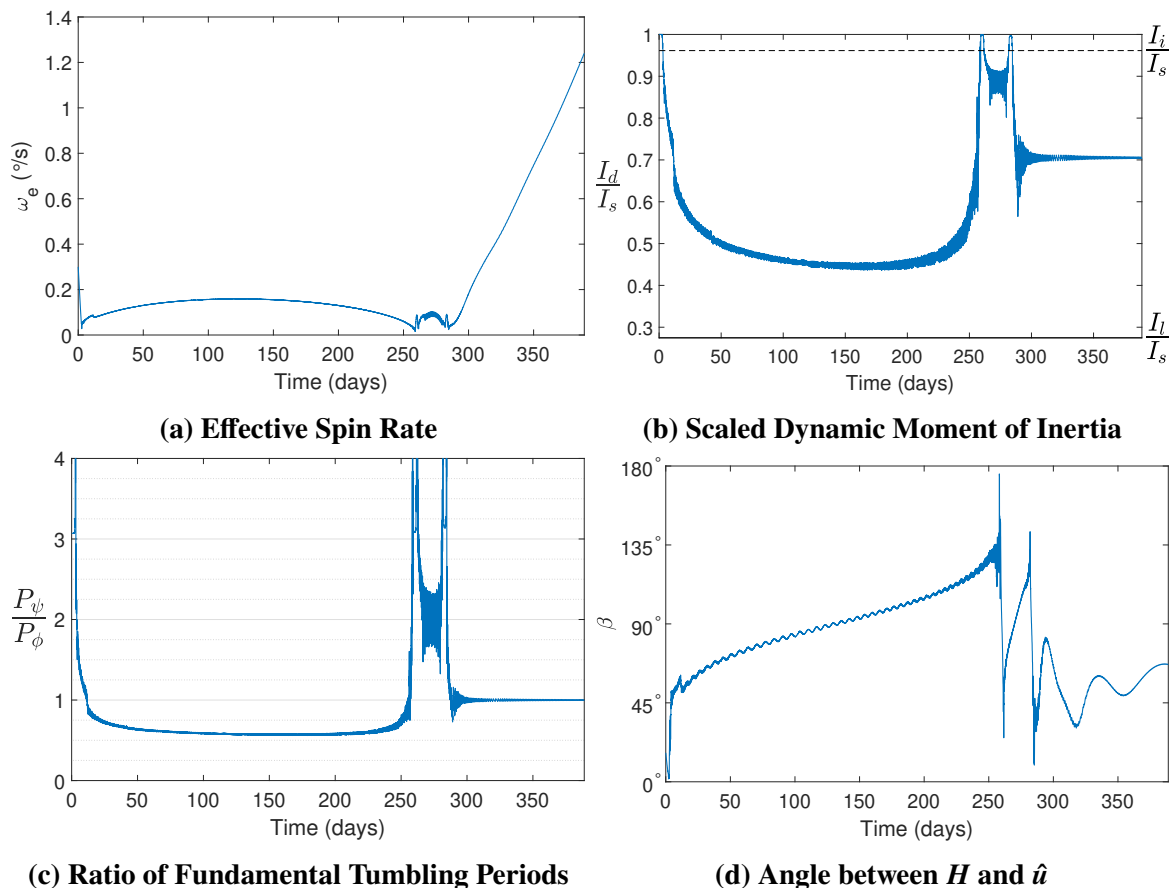 1.4
1.2
1
0.8
0.6
0.4
0.2
0
ω_e (°/s)
0 50 100 150 200 250 300 350
Time (days)
(a) Effective Spin Rate
1
0.9
0.8
0.7
0.6
0.5
0.4
0.3
I_d
I_s
I_i
I_s
I_l
I_s
0 50 100 150 200 250 300 350
Time (days)
(b) Scaled Dynamic Moment of Inertia
4
3
2
1
0
P_ψ
P_ϕ
0 50 100 150 200 250 300 350
Time (days)
(c) Ratio of Fundamental Tumbling Periods
180°
135°
90°
45°
0°
β
0 50 100 150 200 250 300 350
Time (days)
(d) Angle between H and û